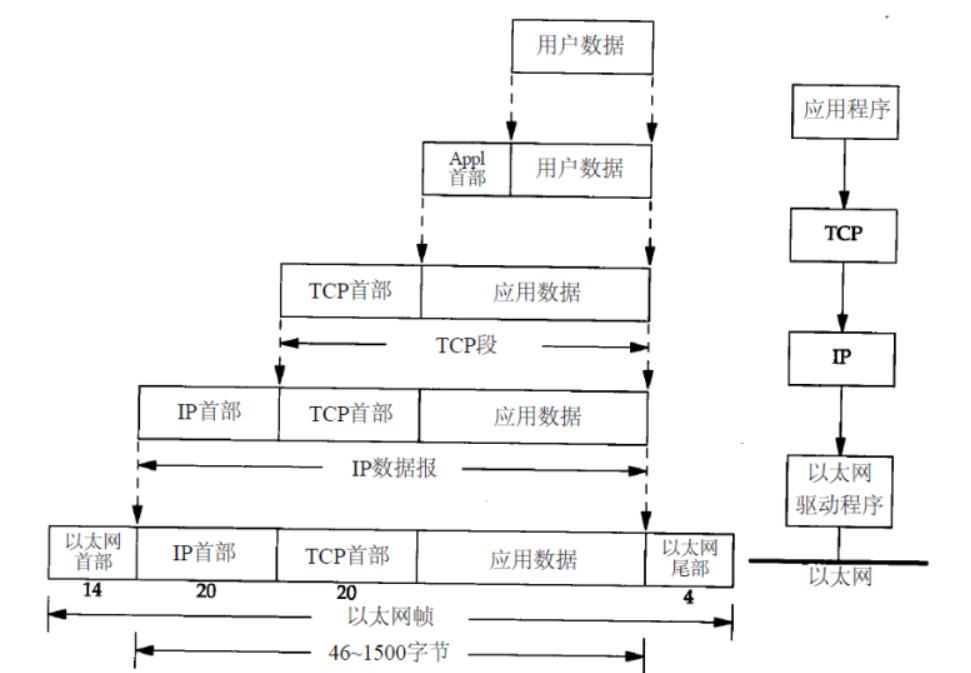 用户数据
应用程序
Appl
首部
用户数据
TCP
TCP首部
应用数据
TCP段
IP
IP首部
TCP首部
应用数据
IP数据报
以太网
驱动程序
以太网
首部
IP首部
TCP首部
应用数据
以太网
尾部
以太网
14
20
20
4
以太网帧
46~1500字节